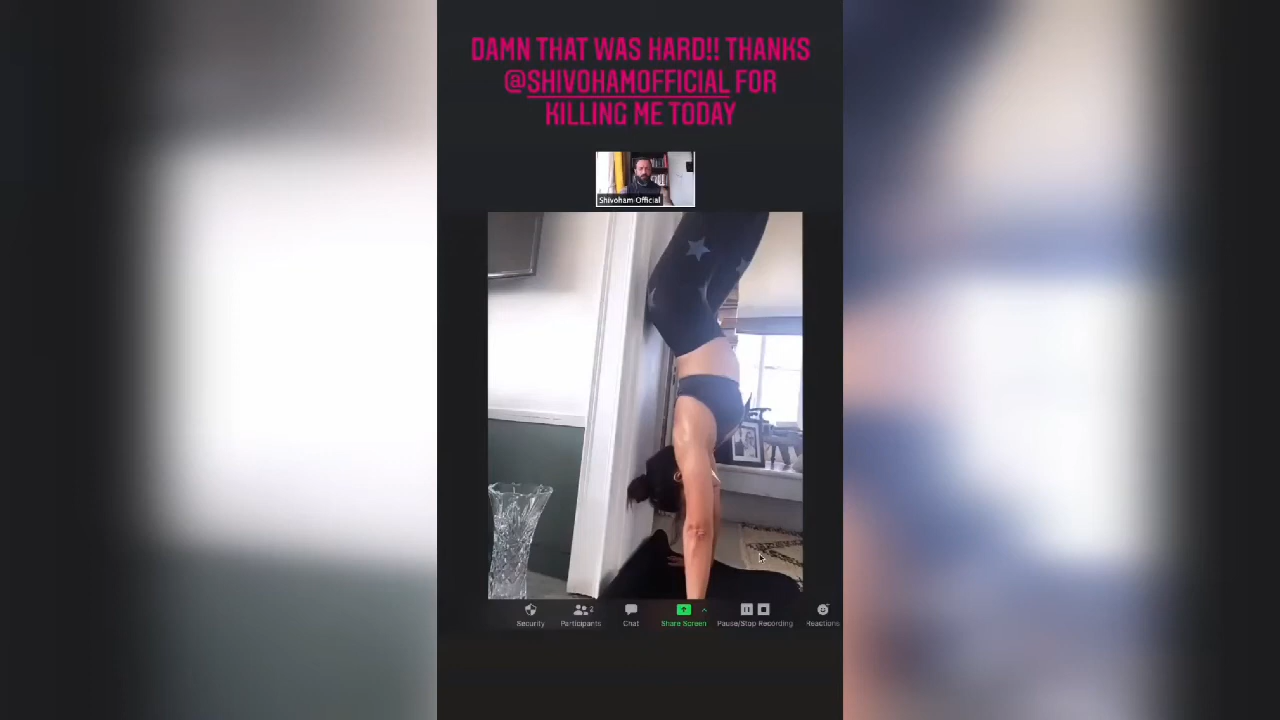 DAMN THAT WAS HARD!! THANKS
@SHIVOHAMOFFICIAL FOR
KILLING ME TODAY
Shivoham Official
Security
Participants 2
Chat
Share Screen
Pause/Stop Recording
Reactions